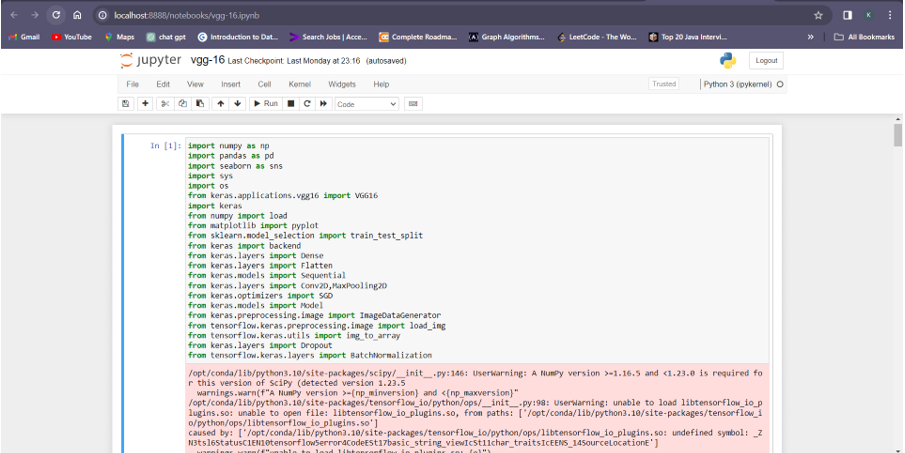 localhost:8888/notebooks/vgg-16.ipynb
K
Gmail YouTube Maps chat gpt Introduction to Dat... Search Jobs | Acce... Complete Roadma... Graph Algorithms... LeetCode - The Wo... Top 20 Java Intervi... » All Bookmarks
jupyter vgg-16 Last Checkpoint: Last Monday at 23:16 (autosaved) Logout
File Edit View Insert Cell Kernel Widgets Help Trusted Python 3 (ipykernel)
Run Code
In [1]: import numpy as np
import pandas as pd
import seaborn as sns
import sys
import os
from keras.applications.vgg16 import VGG16
import keras
from numpy import load
from matplotlib import pyplot
from sklearn.model_selection import train_test_split
from keras import backend
from keras.layers import Dense
from keras.layers import Flatten
from keras.models import Sequential
from keras.layers import Conv2D,MaxPooling2D
from keras.optimizers import SGD
from keras.models import Model
from keras.preprocessing.image import ImageDataGenerator
from tensorflow.keras.preprocessing.image import load_img
from tensorflow.keras.utils import img_to_array
from keras.layers import Dropout
from tensorflow.keras.layers import BatchNormalization
/opt/conda/lib/python3.10/site-packages/scipy/__init__.py:146: UserWarning: A NumPy version >=1.16.5 and <1.23.0 is required fo
r this version of SciPy (detected version 1.23.5
warnings.warn(f"A NumPy version >={np_minversion} and <{np_maxversion}"
/opt/conda/lib/python3.10/site-packages/tensorflow_io/python/ops/__init__.py:98: UserWarning: unable to load libtensorflow_io_p
lugins.so: unable to open file: libtensorflow_io_plugins.so, from paths: ['/opt/conda/lib/python3.10/site-packages/tensorflow_i
o/python/ops/libtensorflow_io_plugins.so']
caused by: ['/opt/conda/lib/python3.10/site-packages/tensorflow_io/python/ops/libtensorflow_io_plugins.so: undefined symbol: _Z
N3tsl6StatusC1EN10tensorflow5error4CodeESt17basic_string_viewIcSt11char_traitsIcEENS_14SourceLocationE']
warnings.warn(f"unable to load libtensorflow_io_plugins.so: {e}")